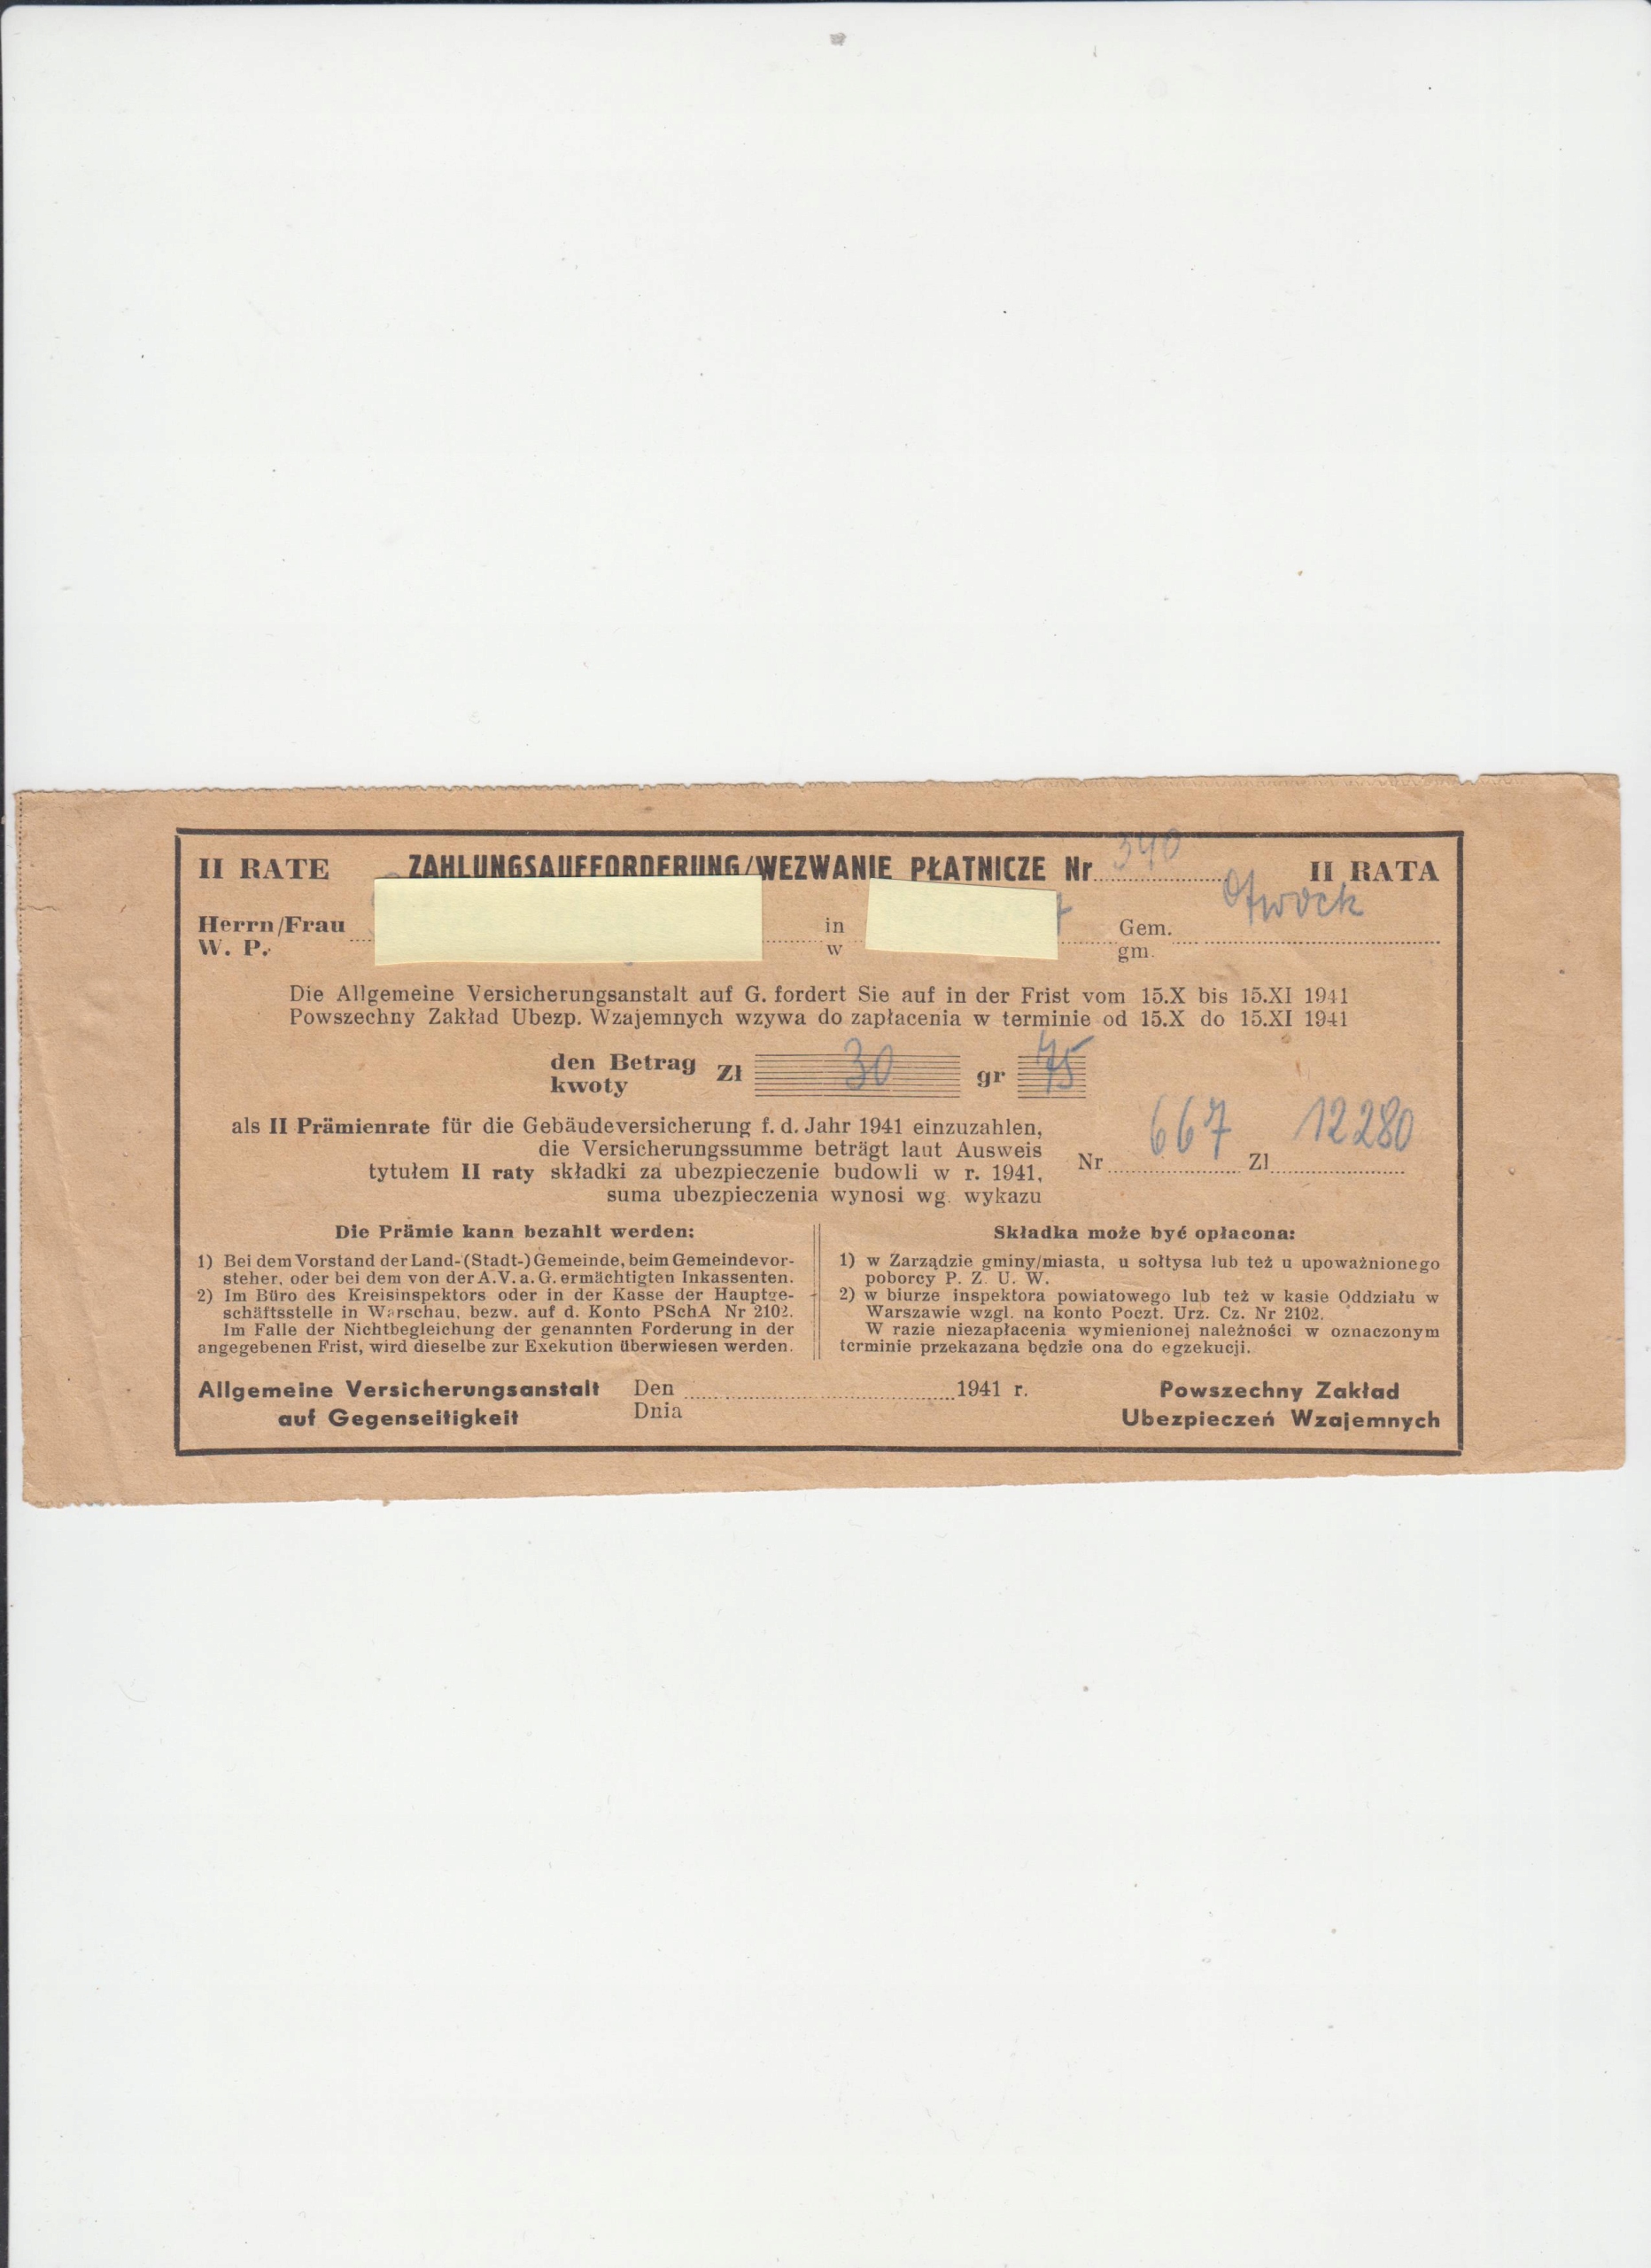 II RATE ZAHLUNGSAUFFORDERUNG/WEZWANIE PŁATNICZE Nr 340 II RATA
Herrn/Frau in Gem. Otwock
W. P. w gm.
Die Allgemeine Versicherungsanstalt auf G. fordert Sie auf in der Frist vom 15.X bis 15.XI 1941
Powszechny Zakład Ubezp. Wzajemnych wzywa do zapłacenia w terminie od 15.X do 15.XI 1941
den Betrag
kwoty
Zł 30 gr 75
als II Prämienrate für die Gebäudeversicherung f. d. Jahr 1941 einzuzahlen,
die Versicherungssumme beträgt laut Ausweis
tytułem II raty składki za ubezpieczenie budowli w r. 1941,
suma ubezpieczenia wynosi wg. wykazu
Nr 667 Zł 12280
Die Prämie kann bezahlt werden:
1) Bei dem Vorstand der Land-(Stadt-) Gemeinde, beim Gemeindevor-
steher, oder bei dem von der A. V. a. G. ermächtigten Inkassenten.
2) Im Büro des Kreisinspektors oder in der Kasse der Hauptge-
schäftsstelle in Warschau, bezw. auf d. Konto PSchA Nr 2102.
Im Falle der Nichtbegleichung der genannten Forderung in der
angegebenen Frist, wird dieselbe zur Exekution überwiesen werden.
Składka może być opłacona:
1) w Zarządzie gminy/miasta, u sołtysa lub też u upoważnionego
poborcy P. Z. U. W.
2) w biurze inspektora powiatowego lub też w kasie Oddziału w
Warszawie wzgl. na konto Poczt. Urz. Cz. Nr 2102.
W razie niezapłacenia wymienionej należności w oznaczonym
terminie przekazana będzie ona do egzekucji.
Allgemeine Versicherungsanstalt
auf Gegenseitigkeit
Den 1941 r.
Dnia
Powszechny Zakład
Ubezpieczeń Wzajemnych